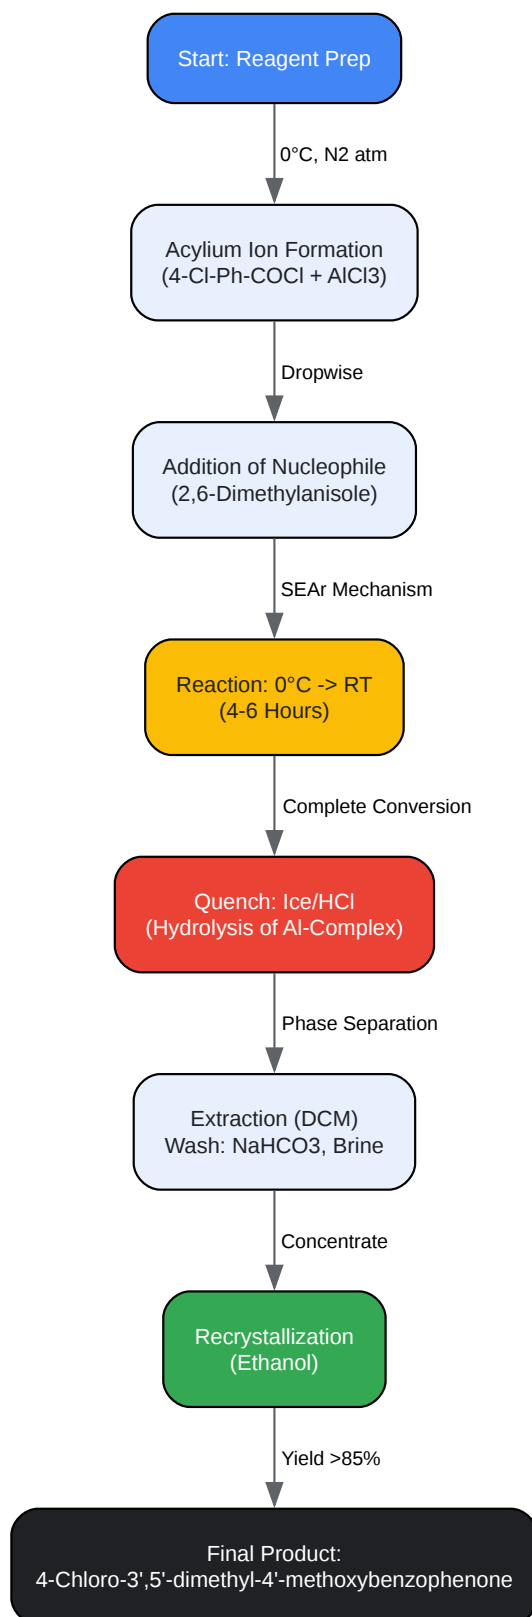 Start: Reagent Prep
0°C, N2 atm
Acylium Ion Formation
(4-Cl-Ph-COCl + AlCl3)
Dropwise
Addition of Nucleophile
(2,6-Dimethylanisole)
SEAr Mechanism
Reaction: 0°C -> RT
(4-6 Hours)
Complete Conversion
Quench: Ice/HCl
(Hydrolysis of Al-Complex)
Phase Separation
Extraction (DCM)
Wash: NaHCO3, Brine
Concentrate
Recrystallization
(Ethanol)
Yield >85%
Final Product:
4-Chloro-3',5'-dimethyl-4'-methoxybenzophenone